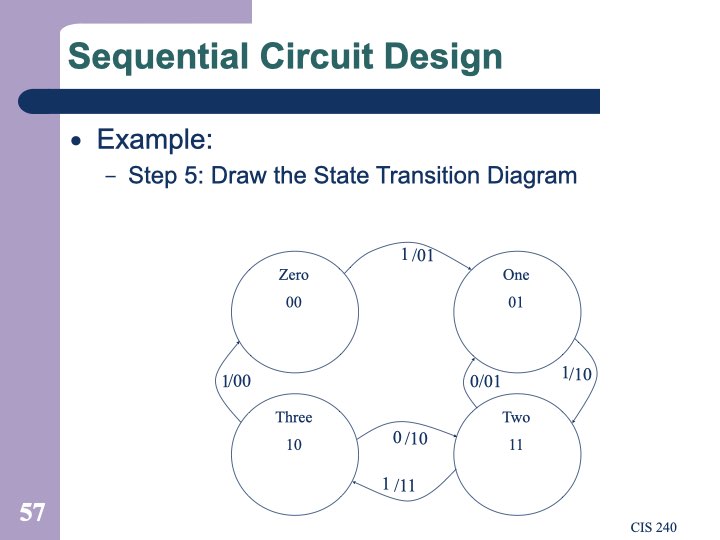 Sequential Circuit Design
• Example:
– Step 5: Draw the State Transition Diagram
1 /01
Zero
00
One
01
1/00
0/01
1/10
Three
10
Two
11
0 /10
1 /11
57
CIS 240